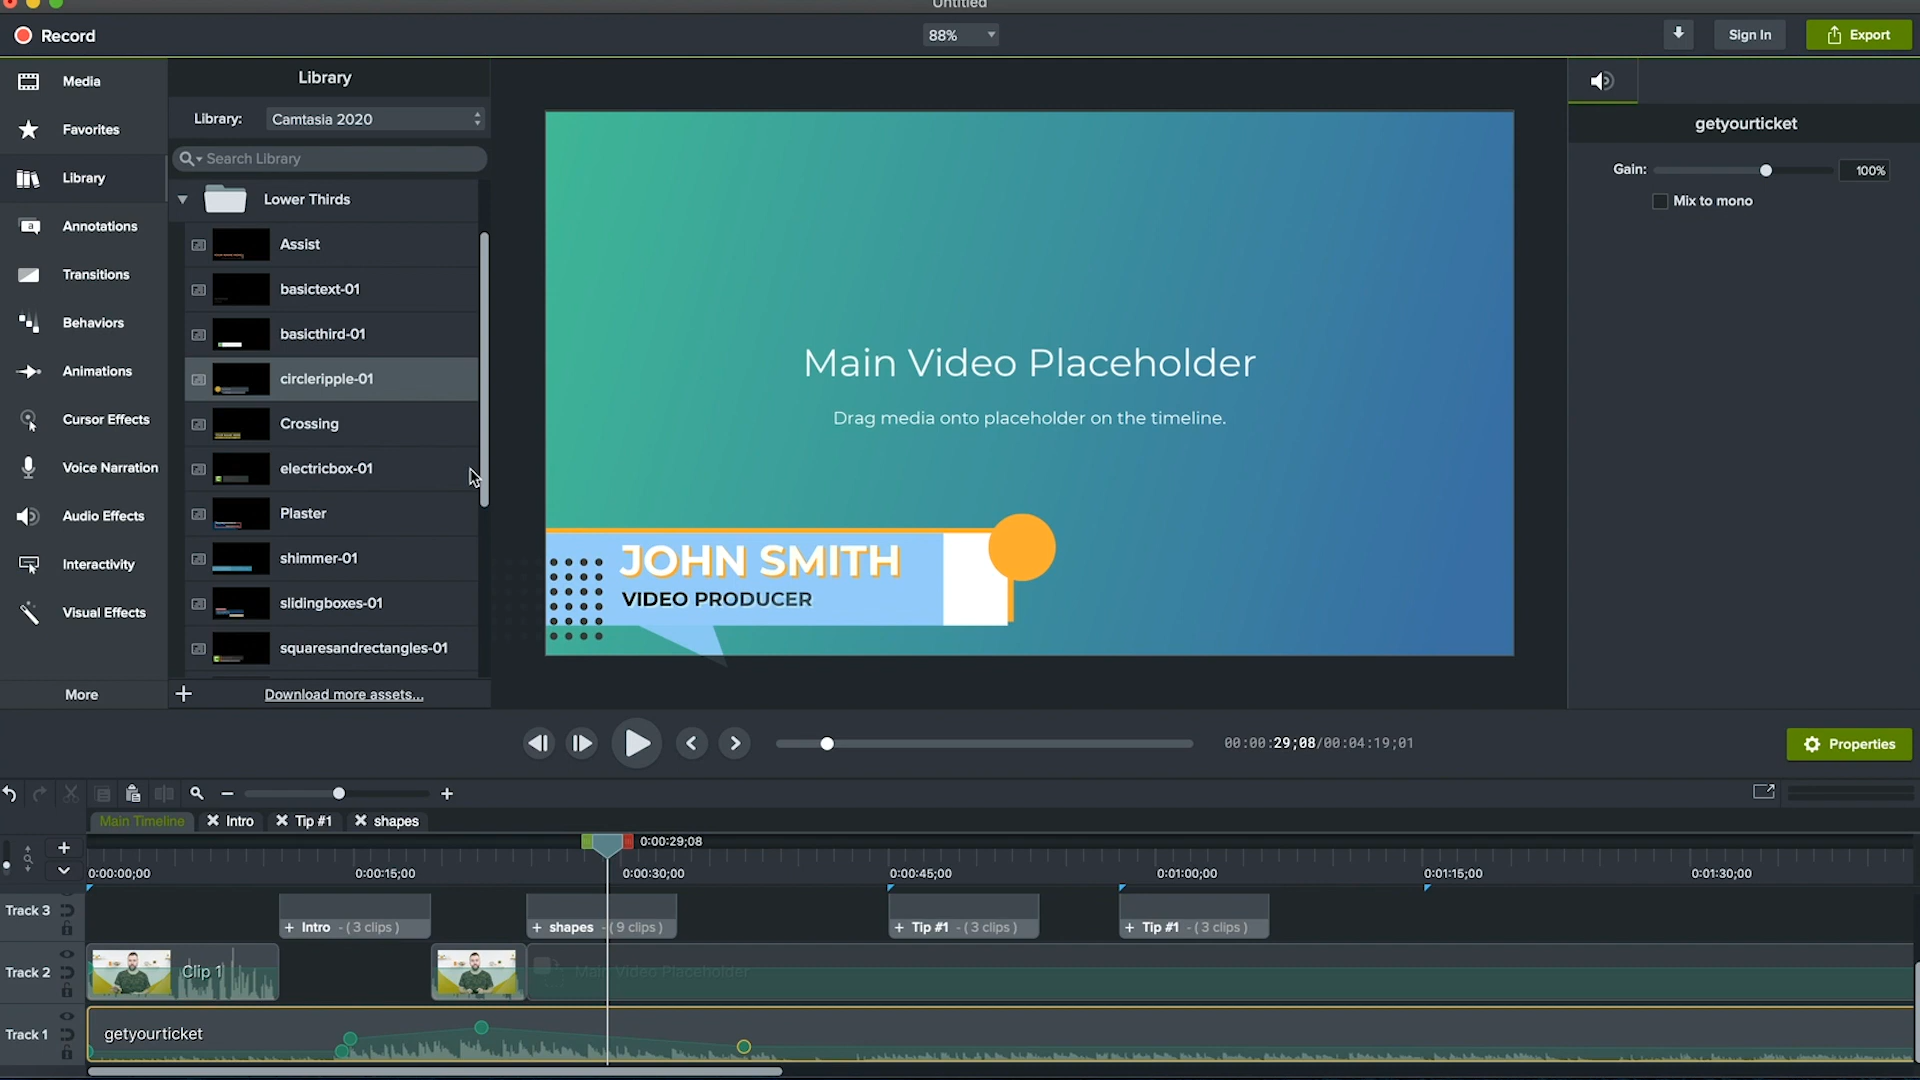 Untitled
Record
88%
Sign In
Export
Media
Favorites
Library
Annotations
Transitions
Behaviors
Animations
Cursor Effects
Voice Narration
Audio Effects
Interactivity
Visual Effects
More
Library
Library: Camtasia 2020
Search Library
Lower Thirds
Assist
basictext-01
basicthird-01
circleripple-01
Crossing
electricbox-01
Plaster
shimmer-01
slidingboxes-01
squaresandrectangles-01
Download more assets...
Main Video Placeholder
Drag media onto placeholder on the timeline.
JOHN SMITH
VIDEO PRODUCER
getyourticket
Gain: 100%
Mix to mono
00:00:29;08/00:04:19;01
Properties
Main Timeline
Intro
Tip #1
shapes
0:00:29;08
0:00:00;00
0:00:15;00
0:00:30;00
0:00:45;00
0:01:00;00
0:01:15;00
0:01:30;00
Track 3
+ Intro - ( 3 clips )
+ shapes - ( 9 clips )
+ Tip #1 - ( 3 clips )
+ Tip #1 - ( 3 clips )
Track 2
Clip 1
Main Video Placeholder
Track 1
getyourticket